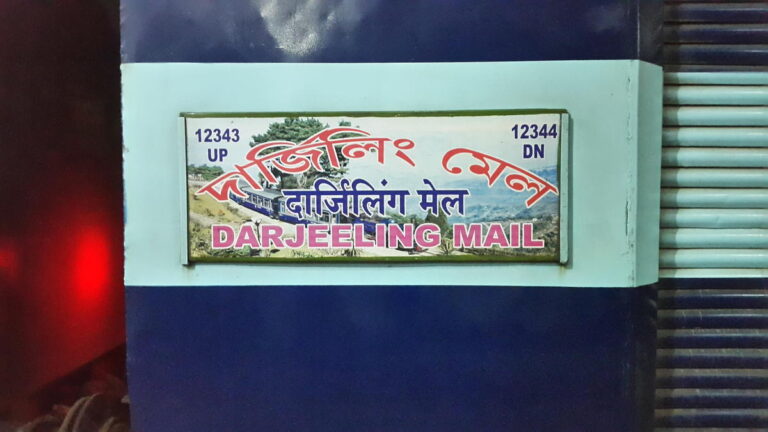 12343 UP
12344 DN
দার্জিলিং মেল
दार्जिलिंग मेल
DARJEELING MAIL